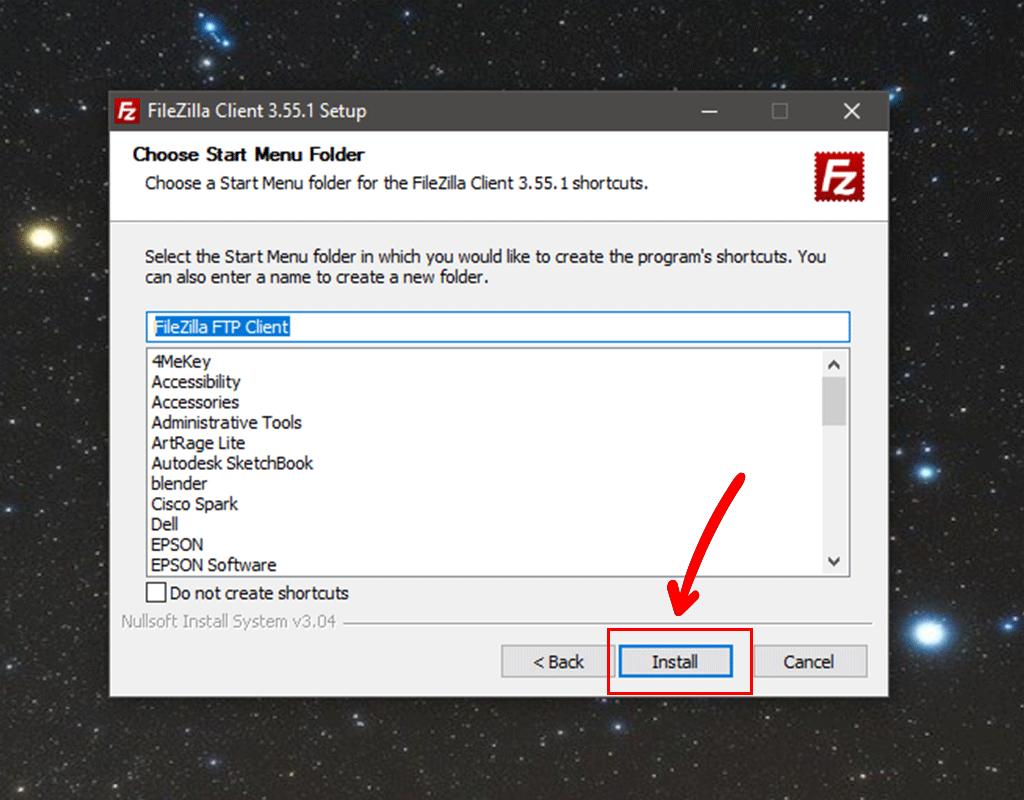 FZ FileZilla Client 3.55.1 Setup
Choose Start Menu Folder
Choose a Start Menu folder for the FileZilla Client 3.55.1 shortcuts.
FZ
Select the Start Menu folder in which you would like to create the program's shortcuts. You
can also enter a name to create a new folder.
FileZilla FTP Client
4MeKey
Accessibility
Accessories
Administrative Tools
ArtRage Lite
Autodesk SketchBook
blender
Cisco Spark
Dell
EPSON
EPSON Software
Do not create shortcuts
Nullsoft Install System v3.04
< Back Install Cancel